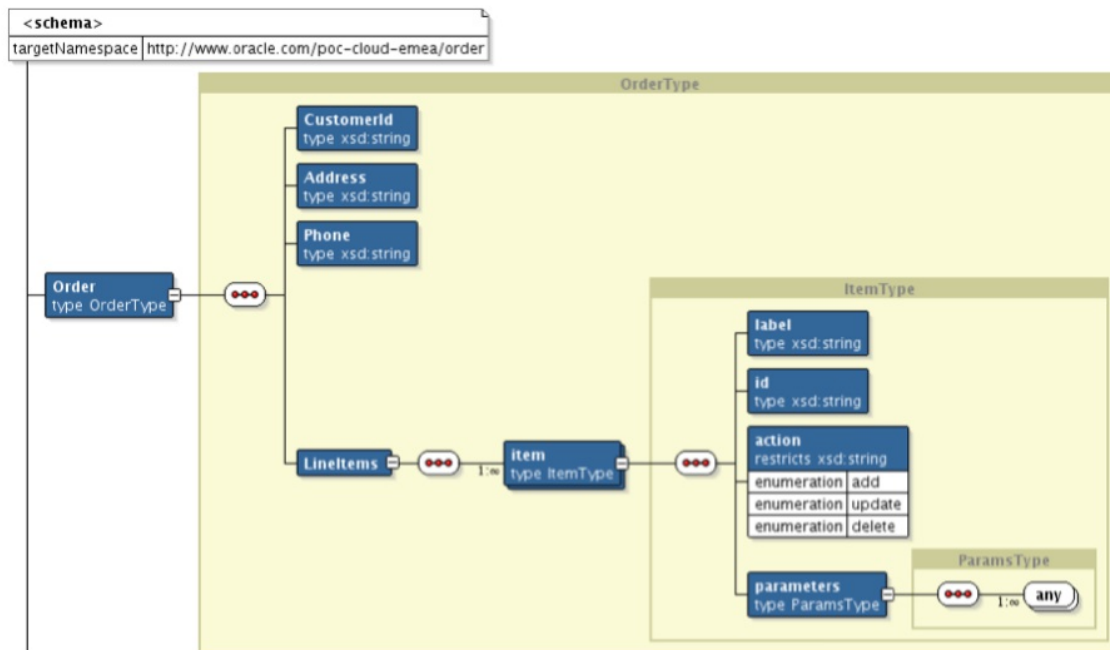 <schema>
targetNamespace http://www.oracle.com/poc-cloud-emea/order
OrderType
CustomerId
type xsd:string
Address
type xsd:string
Phone
type xsd:string
Order
type OrderType
ItemType
label
type xsd:string
id
type xsd:string
action
restricts xsd:string
enumeration add
enumeration update
enumeration delete
LineItems
1:∞
item
type ItemType
ParamsType
parameters
type ParamsType
1:∞
any